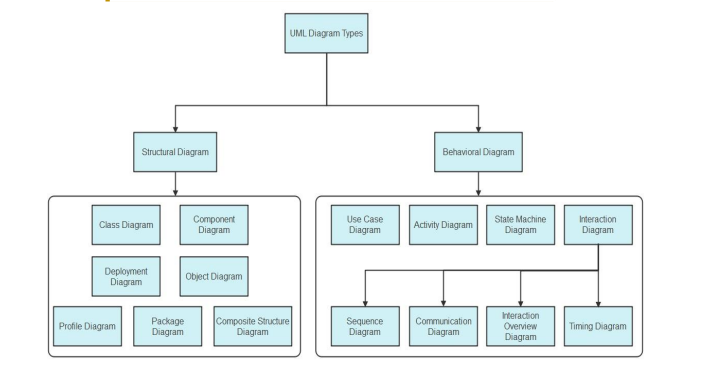 UML Diagram Types
Structural Diagram
Behavioral Diagram
Class Diagram
Component
Diagram
Deployment
Diagram
Object Diagram
Profile Diagram
Package
Diagram
Composite Structure
Diagram
Use Case
Diagram
Activity Diagram
State Machine
Diagram
Interaction
Diagram
Sequence
Diagram
Communication
Diagram
Interaction
Overview
Diagram
Timing Diagram